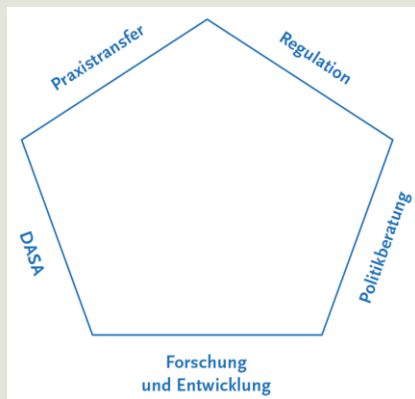 Praxistransfer
Regulation
DASA
Politikberatung
Forschung
und Entwicklung